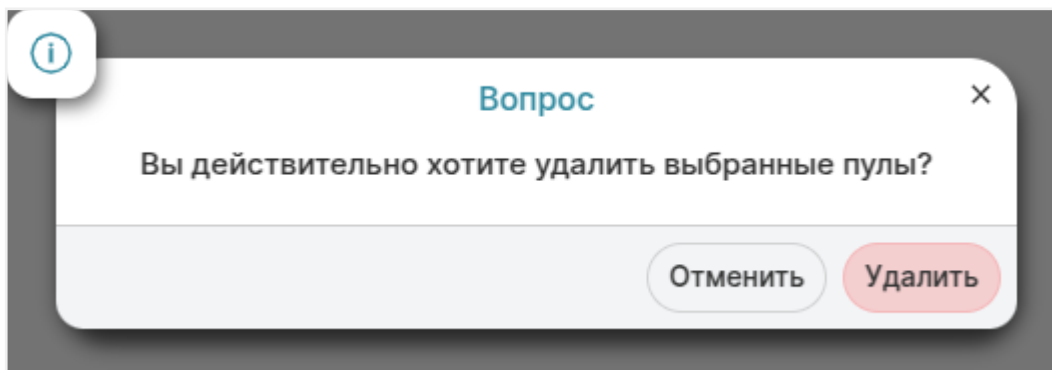 Вопрос
Вы действительно хотите удалить выбранные пулы?
Отменить
Удалить